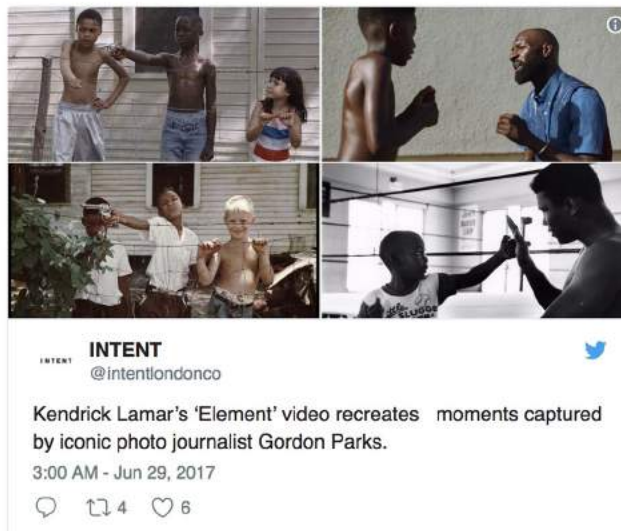 SLUGGER
INTENT
INTENT
@intentlondonco
Kendrick Lamar's 'Element' video recreates moments captured
by iconic photo journalist Gordon Parks.
3:00 AM - Jun 29, 2017
4 6